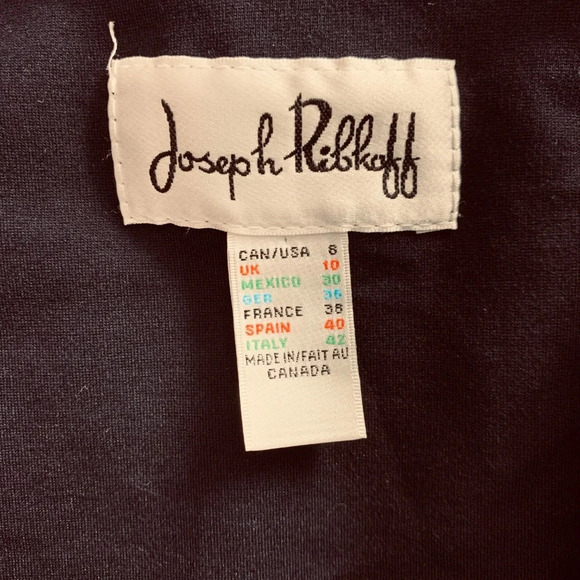 Joseph Ribkoff
CAN/USA 8
UK 10
MEXICO 30
GER 36
FRANCE 38
SPAIN 40
ITALY 42
MADE IN/FAIT AU
CANADA